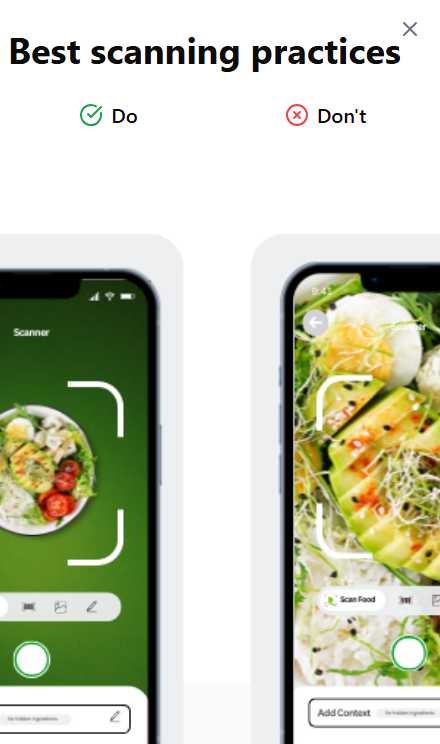 Best scanning practices
Do
Don't
9:41
Scanner
Scanner
Scan Food
for hidden ingredients
Add Context for hidden ingredients